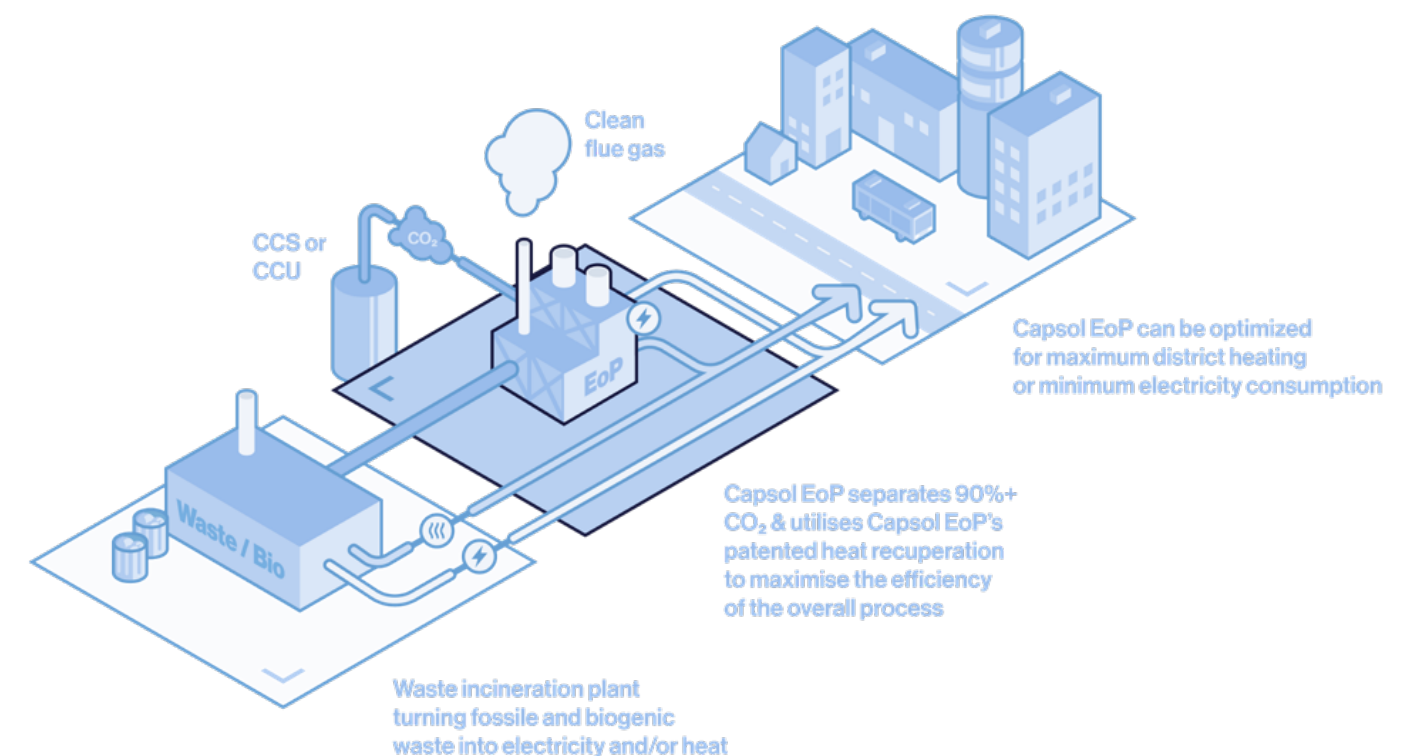 Clean
flue gas
CO₂
CCS or
CCU
EoP
Capsol EoP can be optimized
for maximum district heating
or minimum electricity consumption
Waste / Bio
Capsol EoP separates 90%+
CO₂ & utilises Capsol EoP's
patented heat recuperation
to maximise the efficiency
of the overall process
Waste incineration plant
turning fossile and biogenic
waste into electricity and/or heat